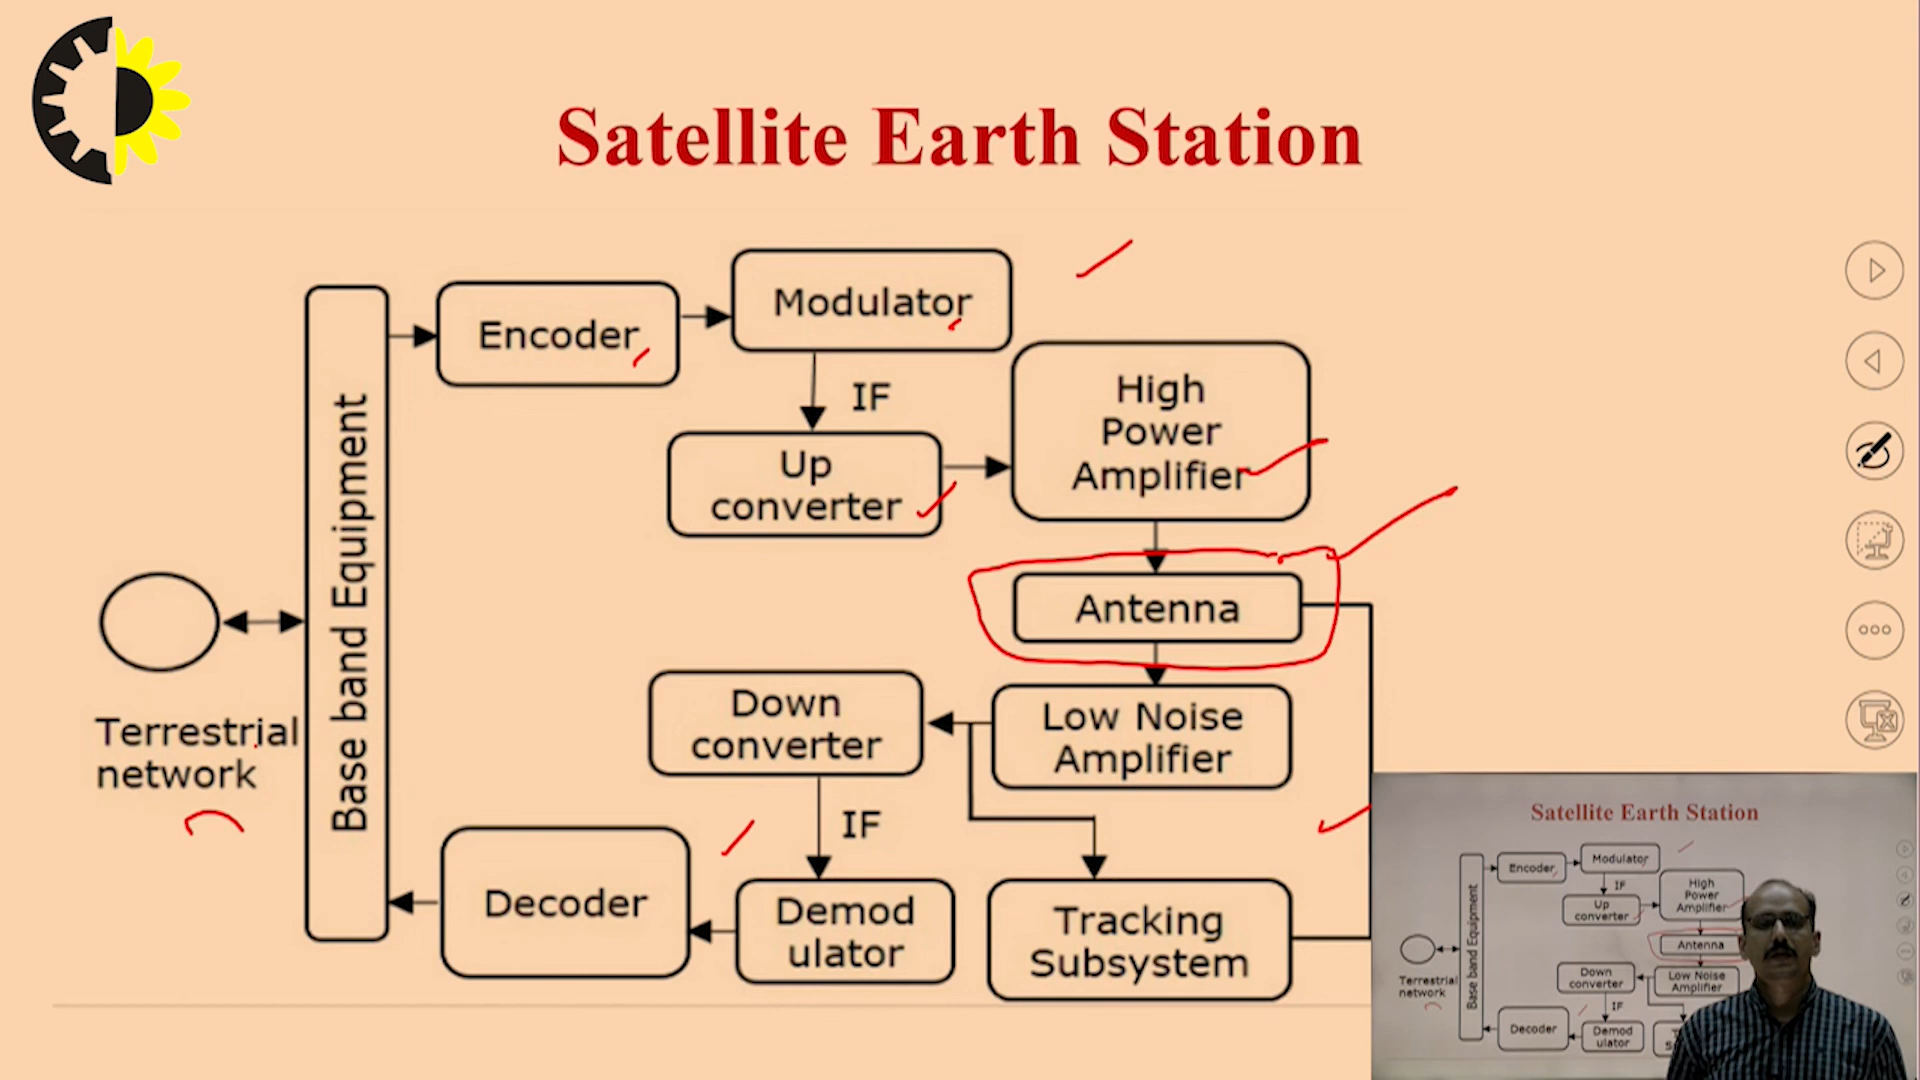 Satellite Earth Station
Encoder
Modulator
IF
Up
converter
High
Power
Amplifier
Antenna
Low Noise
Amplifier
Down
converter
IF
Demod
ulator
Decoder
Tracking
Subsystem
Base band Equipment
Terrestrial
network
Satellite Earth Station
Encoder
Modulator
IF
Up
converter
High
Power
Amplifier
Antenna
Low Noise
Amplifier
Down
converter
IF
Demod
ulator
Decoder
Base band Equipment
Terrestrial
network